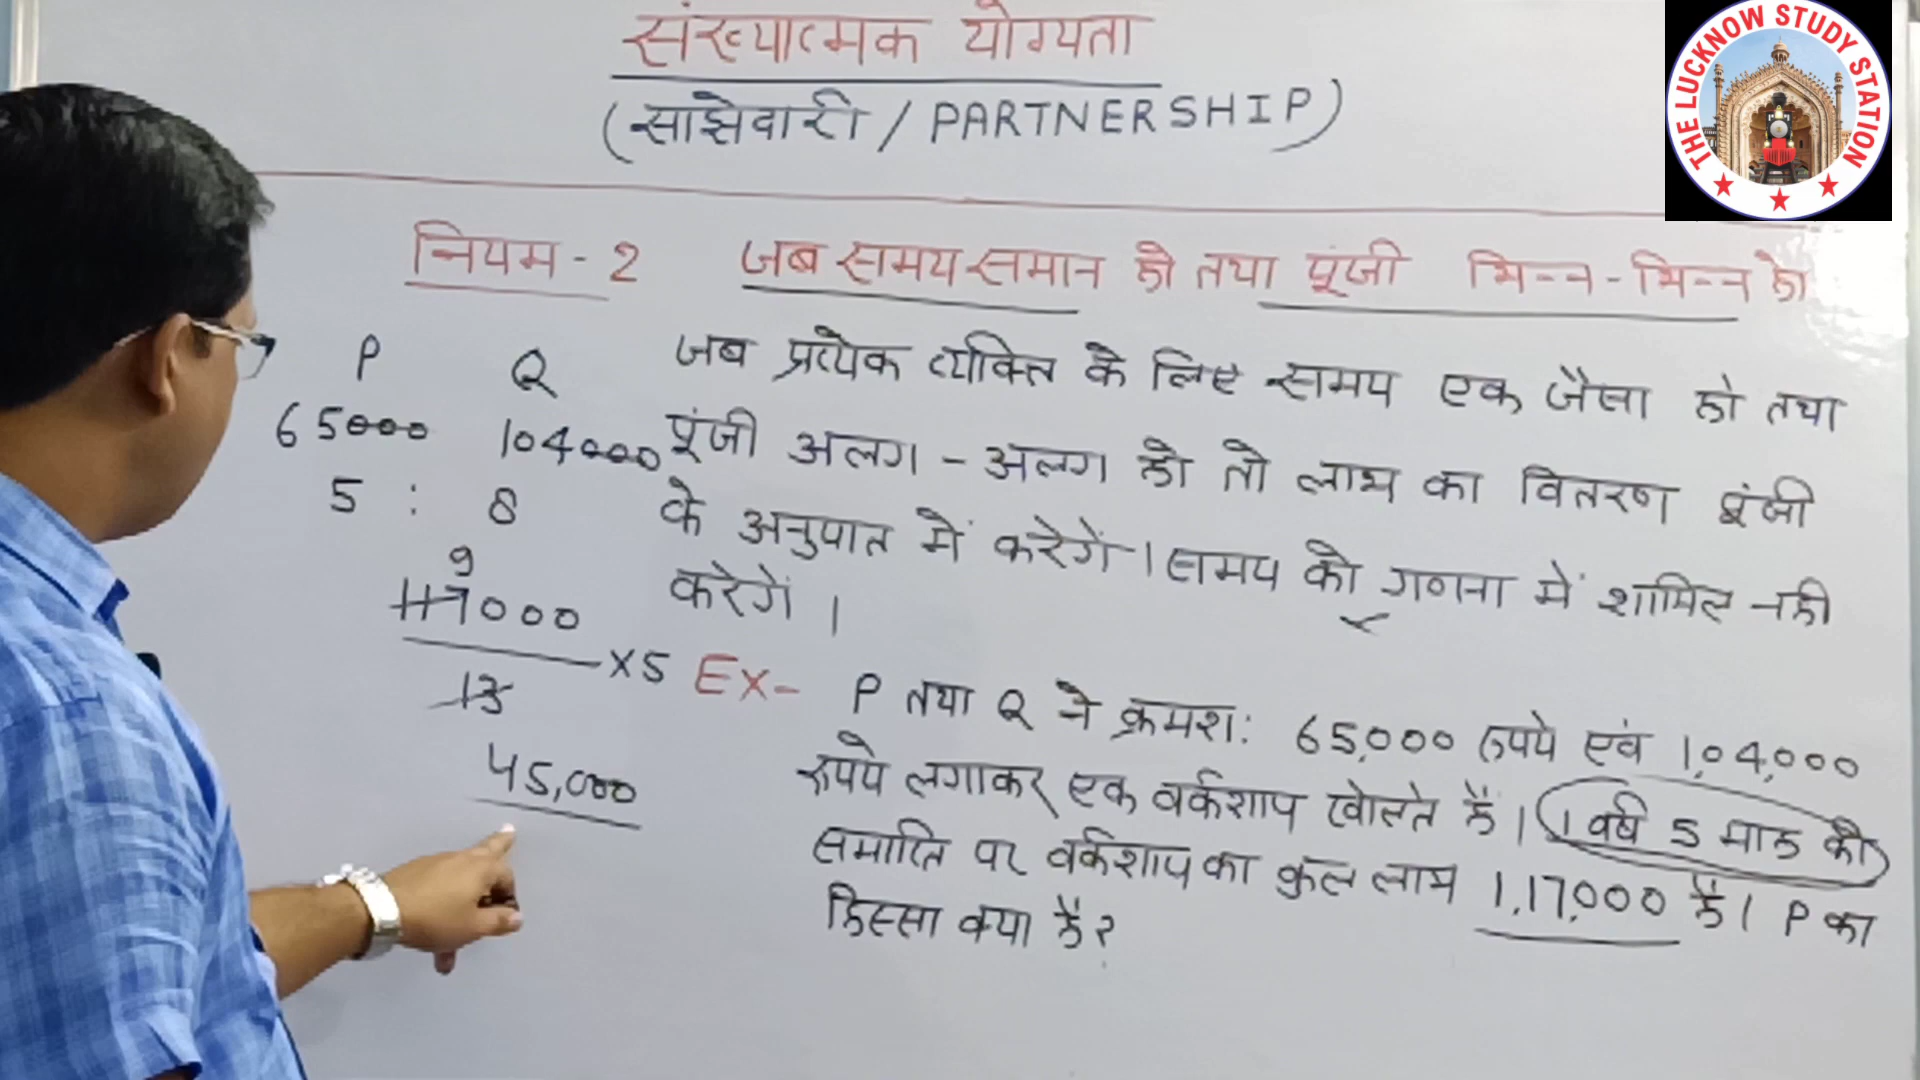 संख्यात्मक योग्यता
(साझेदारी / PARTNERSHIP)
THE LUCKNOW STUDY STATION
नियम - 2 जब समय समान हो तथा पूंजी भिन्न-भिन्न हो
जब प्रत्येक व्यक्ति के लिए समय एक जैसा हो तथा
पूंजी अलग - अलग हो तो लाभ का वितरण पूंजी
के अनुपात में करेगें। समय को गणना में शामिल नही
करेगें ।
P Q
65000 104000
5 : 8
9
117000
13
×5
45,000
Ex- P तथा Q ने क्रमश: 65,000 रुपये एवं 1,04,000
रुपये लगाकर एक वर्कशाप खोलते हैं। 1 वर्ष 5 माह की
समाप्ति पर वर्कशाप का कुल लाभ 1,17,000 है। P का
हिस्सा क्या है?